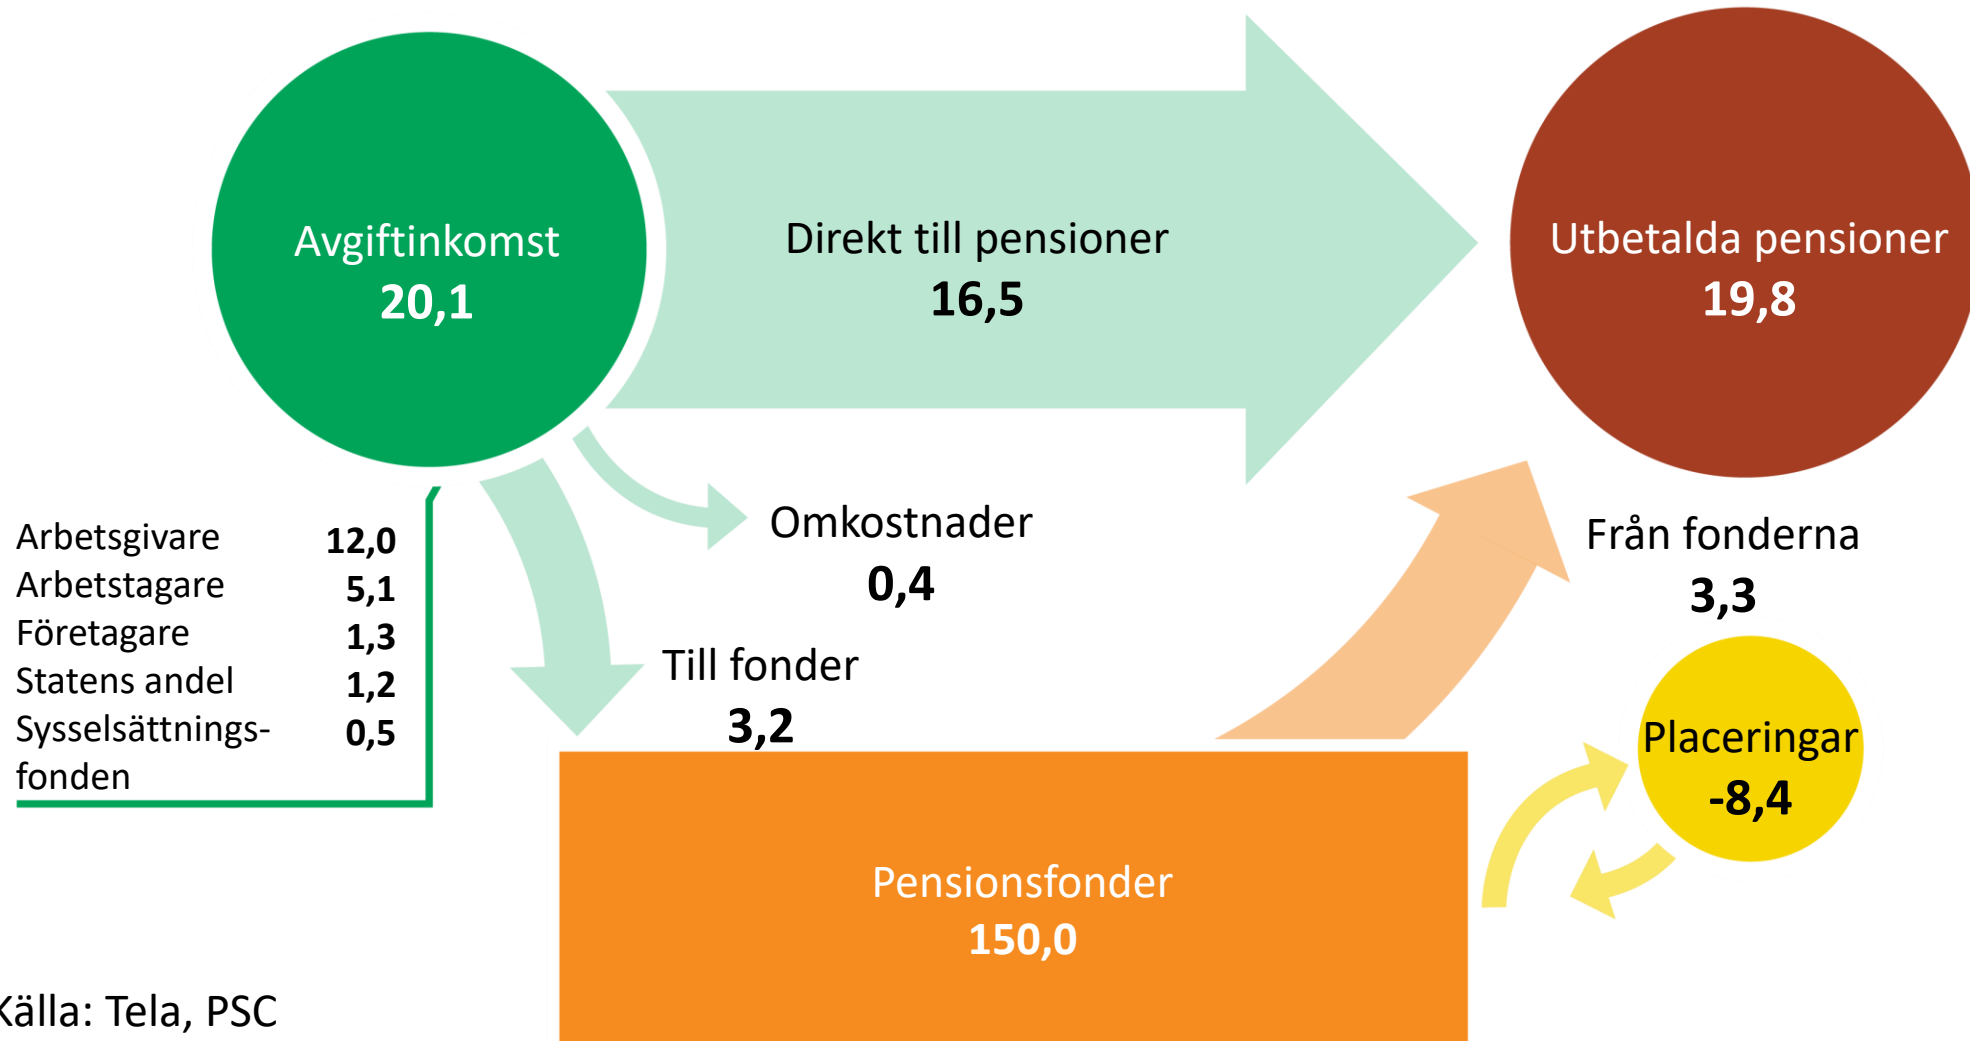 Avgiftinkomst
20,1
Direkt till pensioner
16,5
Utbetalda pensioner
19,8
Arbetsgivare 12,0
Arbetstagare 5,1
Företagare 1,3
Statens andel 1,2
Sysselsättnings- 0,5
fonden
Omkostnader
0,4
Till fonder
3,2
Från fonderna
3,3
Placeringar
-8,4
Pensionsfonder
150,0
Källa: Tela, PSC